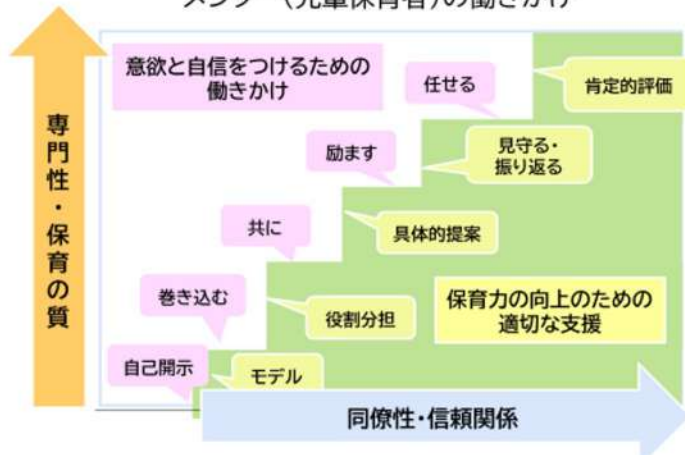 メンター(先輩保育者)の働きかけ
専門性・保育の質
意欲と自信をつけるための
働きかけ
任せる
肯定的評価
励ます
見守る・
振り返る
共に
具体的提案
巻き込む
役割分担
保育力の向上のための
適切な支援
自己開示
モデル
同僚性・信頼関係